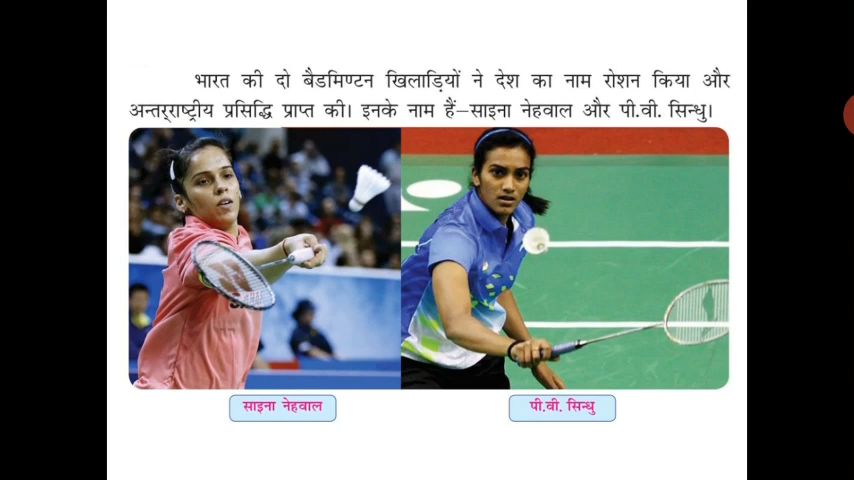 भारत की दो बैडमिण्टन खिलाड़ियों ने देश का नाम रोशन किया और
अन्तर्राष्ट्रीय प्रसिद्धि प्राप्त की। इनके नाम हैं–साइना नेहवाल और पी.वी. सिन्धु।
साइना नेहवाल
पी.वी. सिन्धु